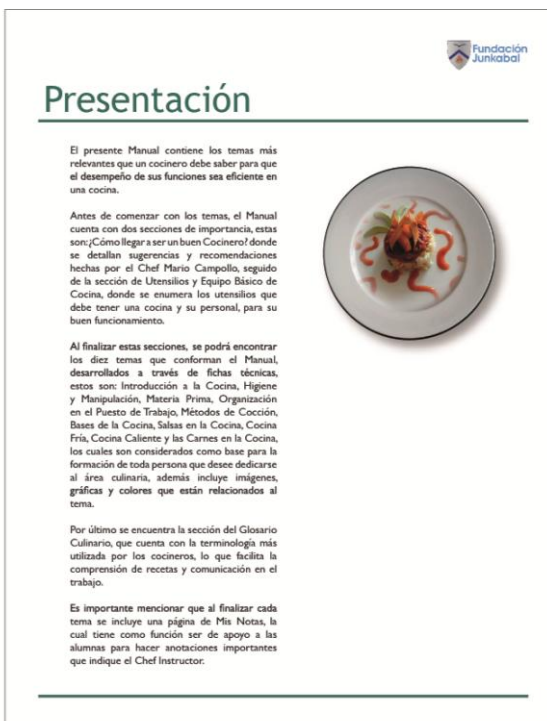 Fundación
Junkabal
Presentación
El presente Manual contiene los temas más
relevantes que un cocinero debe saber para que
el desempeño de sus funciones sea eficiente en
una cocina.
Antes de comenzar con los temas, el Manual
cuenta con dos secciones de importancia, estas
son: ¿Cómo llegar a ser un buen Cocinero? donde
se detallan sugerencias y recomendaciones
hechas por el Chef Mario Campollo, seguido
de la sección de Utensilios y Equipo Básico de
Cocina, donde se enumera los utensilios que
debe tener una cocina y su personal, para su
buen funcionamiento.
Al finalizar estas secciones, se podrá encontrar
los diez temas que conforman el Manual,
desarrollados a través de fichas técnicas,
estos son: Introducción a la Cocina, Higiene
y Manipulación, Materia Prima, Organización
en el Puesto de Trabajo, Métodos de Cocción,
Bases de la Cocina, Salsas en la Cocina, Cocina
Fría, Cocina Caliente y las Carnes en la Cocina,
los cuales son considerados como base para la
formación de toda persona que desee dedicarse
al área culinaria, además incluye imágenes,
gráficas y colores que están relacionados al
tema.
Por último se encuentra la sección del Glosario
Culinario, que cuenta con la terminología más
utilizada por los cocineros, lo que facilita la
comprensión de recetas y comunicación en el
trabajo.
Es importante mencionar que al finalizar cada
tema se incluye una página de Mis Notas, la
cual tiene como función ser de apoyo a las
alumnas para hacer anotaciones importantes
que indique el Chef Instructor.